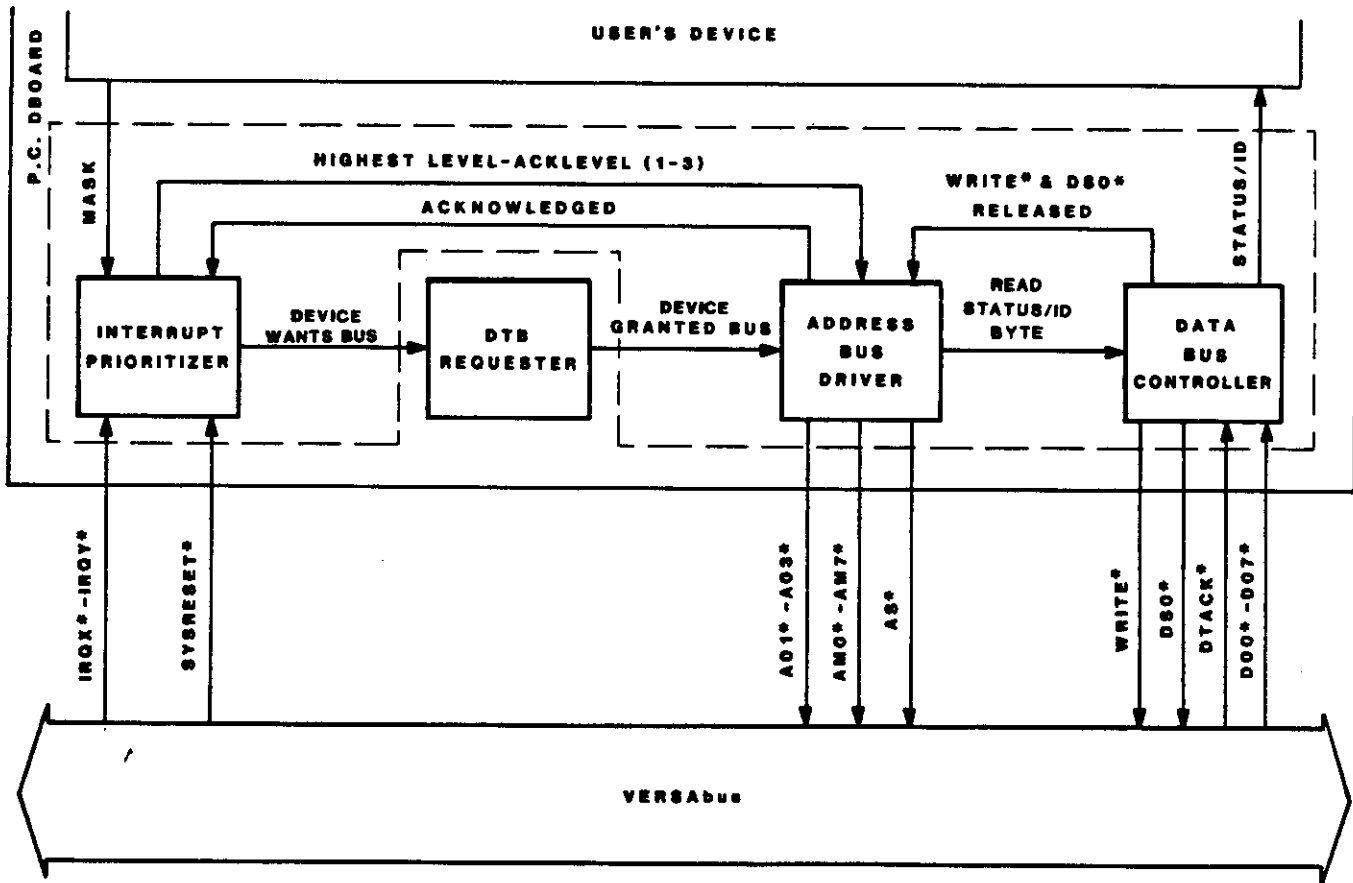 USER'S DEVICE
P.C. DBOARD
MASK
HIGHEST LEVEL-ACKLEVEL (1-3)
ACKNOWLEDGED
WRITE* & DS0*
RELEASED
STATUS/ID
INTERRUPT
PRIORITIZER
DEVICE
WANTS BUS
DTB
REQUESTER
DEVICE
GRANTED BUS
ADDRESS
BUS
DRIVER
READ
STATUS/ID
BYTE
DATA
BUS
CONTROLLER
IRQX*-IRQY*
SYSRESET*
A01*-A03*
AM0*-AM7*
AS*
WRITE*
DS0*
DTACK*
D00*-D07*
VERSAbus